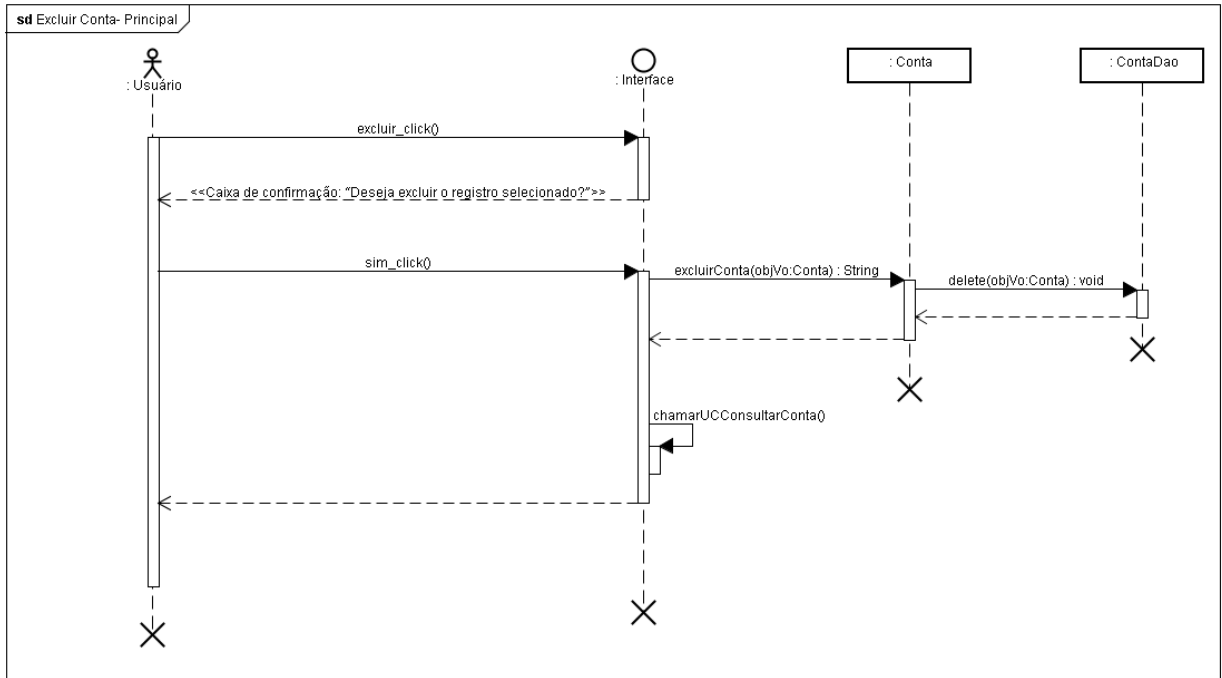 sd Excluir Conta- Principal
: Usuário
: Interface
: Conta
: ContaDao
excluir_click()
<<Caixa de confirmação: "Deseja excluir o registro selecionado?">>
sim_click()
excluirConta(objVo:Conta) : String
delete(objVo:Conta) : void
chamarUCConsultarConta()